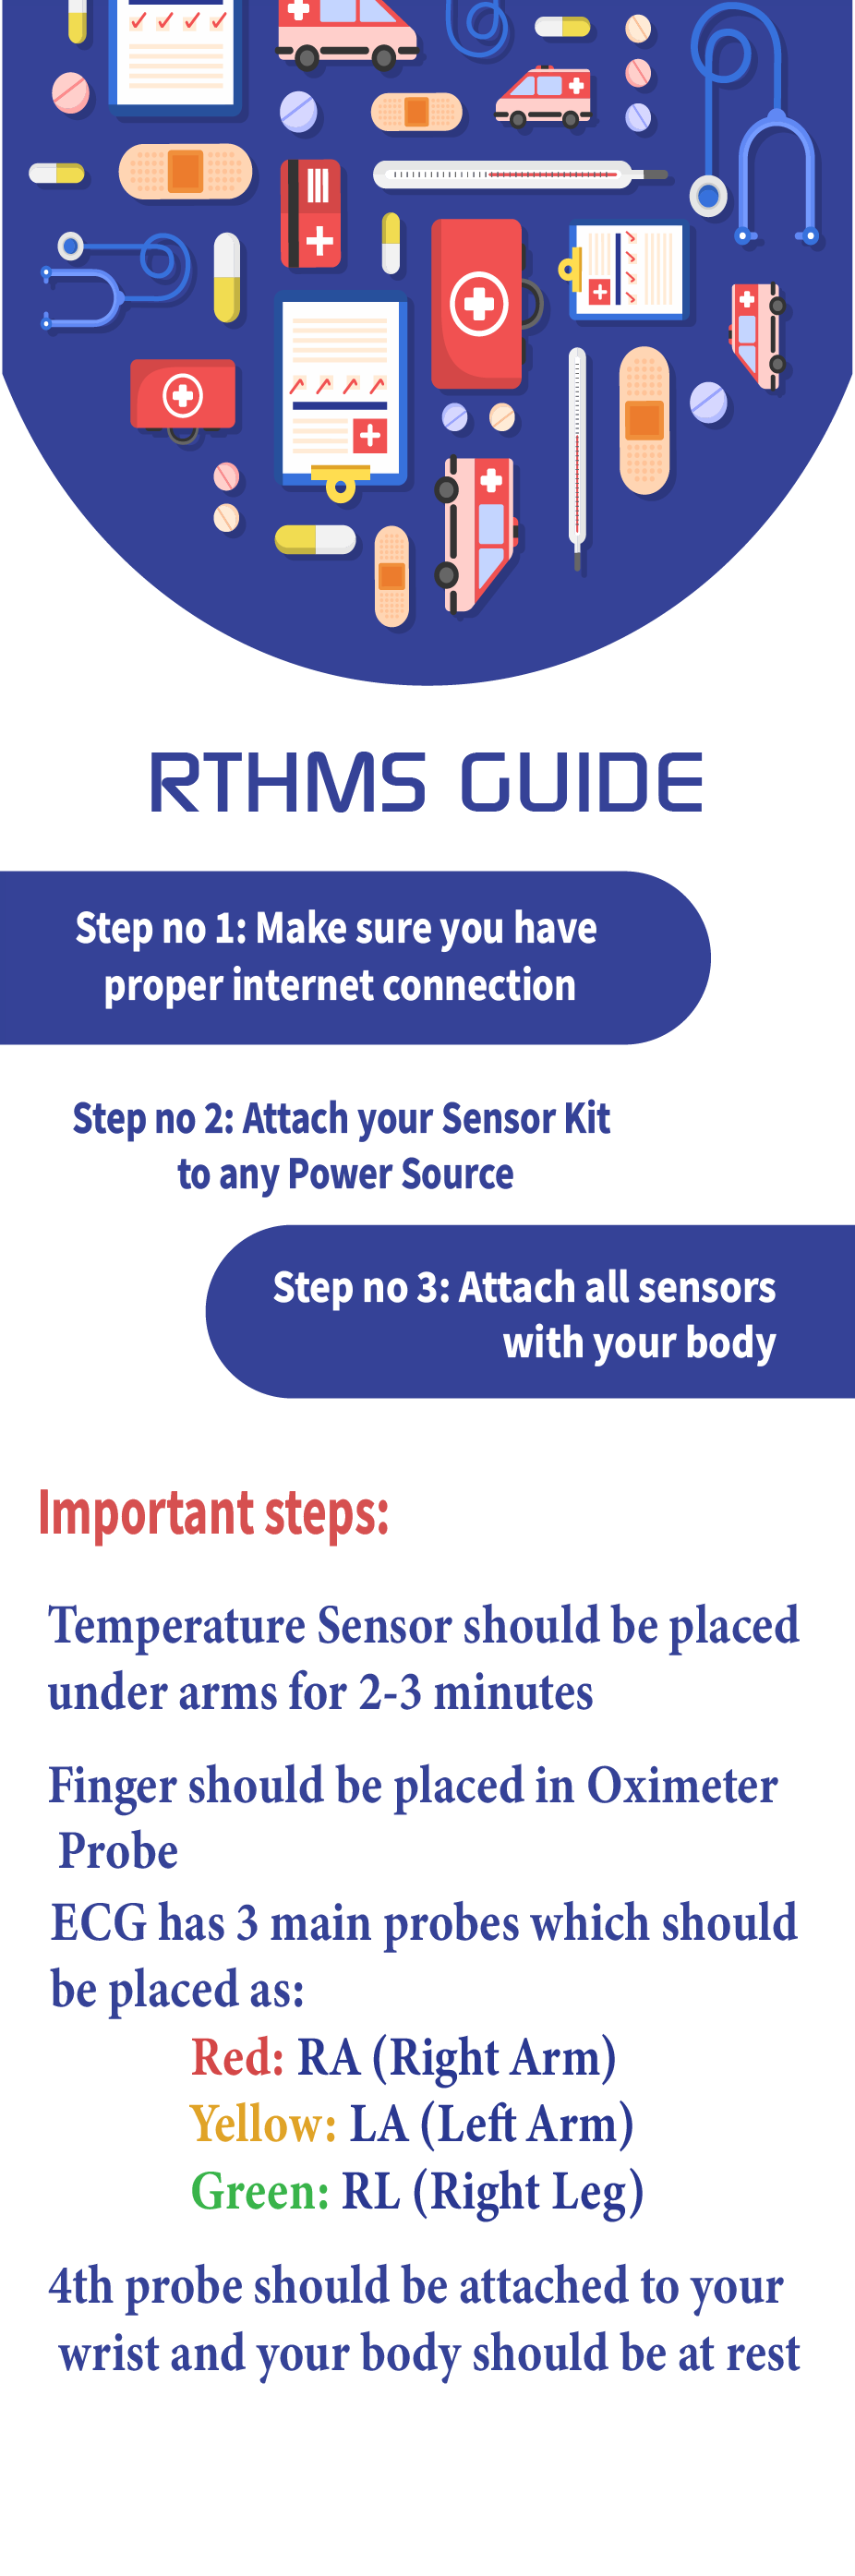 RTHMS GUIDE
Step no 1: Make sure you have
proper internet connection
Step no 2: Attach your Sensor Kit
to any Power Source
Step no 3: Attach all sensors
with your body
Important steps:
Temperature Sensor should be placed
under arms for 2-3 minutes
Finger should be placed in Oximeter
Probe
ECG has 3 main probes which should
be placed as:
Red: RA (Right Arm)
Yellow: LA (Left Arm)
Green: RL (Right Leg)
4th probe should be attached to your
wrist and your body should be at rest